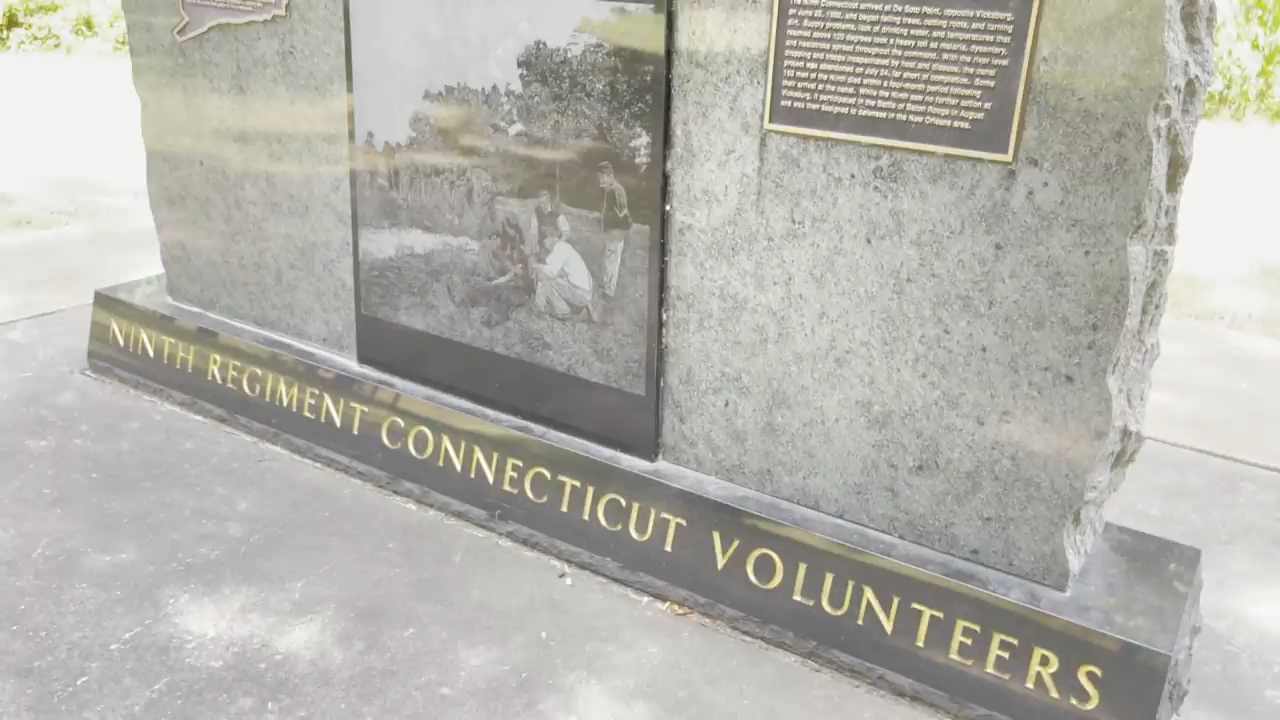 The Ninth Connecticut arrived at De Soto Point, opposite Vicksburg,
on June 25, 1862, and began felling trees, cutting roots, and turning
dirt. Supply problems, lack of drinking water, and temperatures that
reached above 100 degrees took a heavy toll as malaria, dysentery,
and heatstroke spread throughout the command. With the river level
dropping and troops incapacitated by heat and disease, the canal
project was abandoned on July 24, far short of completion. Some
men of the Ninth died within a four-month period following
their arrival at the canal. While the Ninth saw no further action at
Vicksburg, it participated in the Battle of Baton Rouge in August
and was then assigned to defenses in the New Orleans area.
NINTH REGIMENT CONNECTICUT VOLUNTEERS